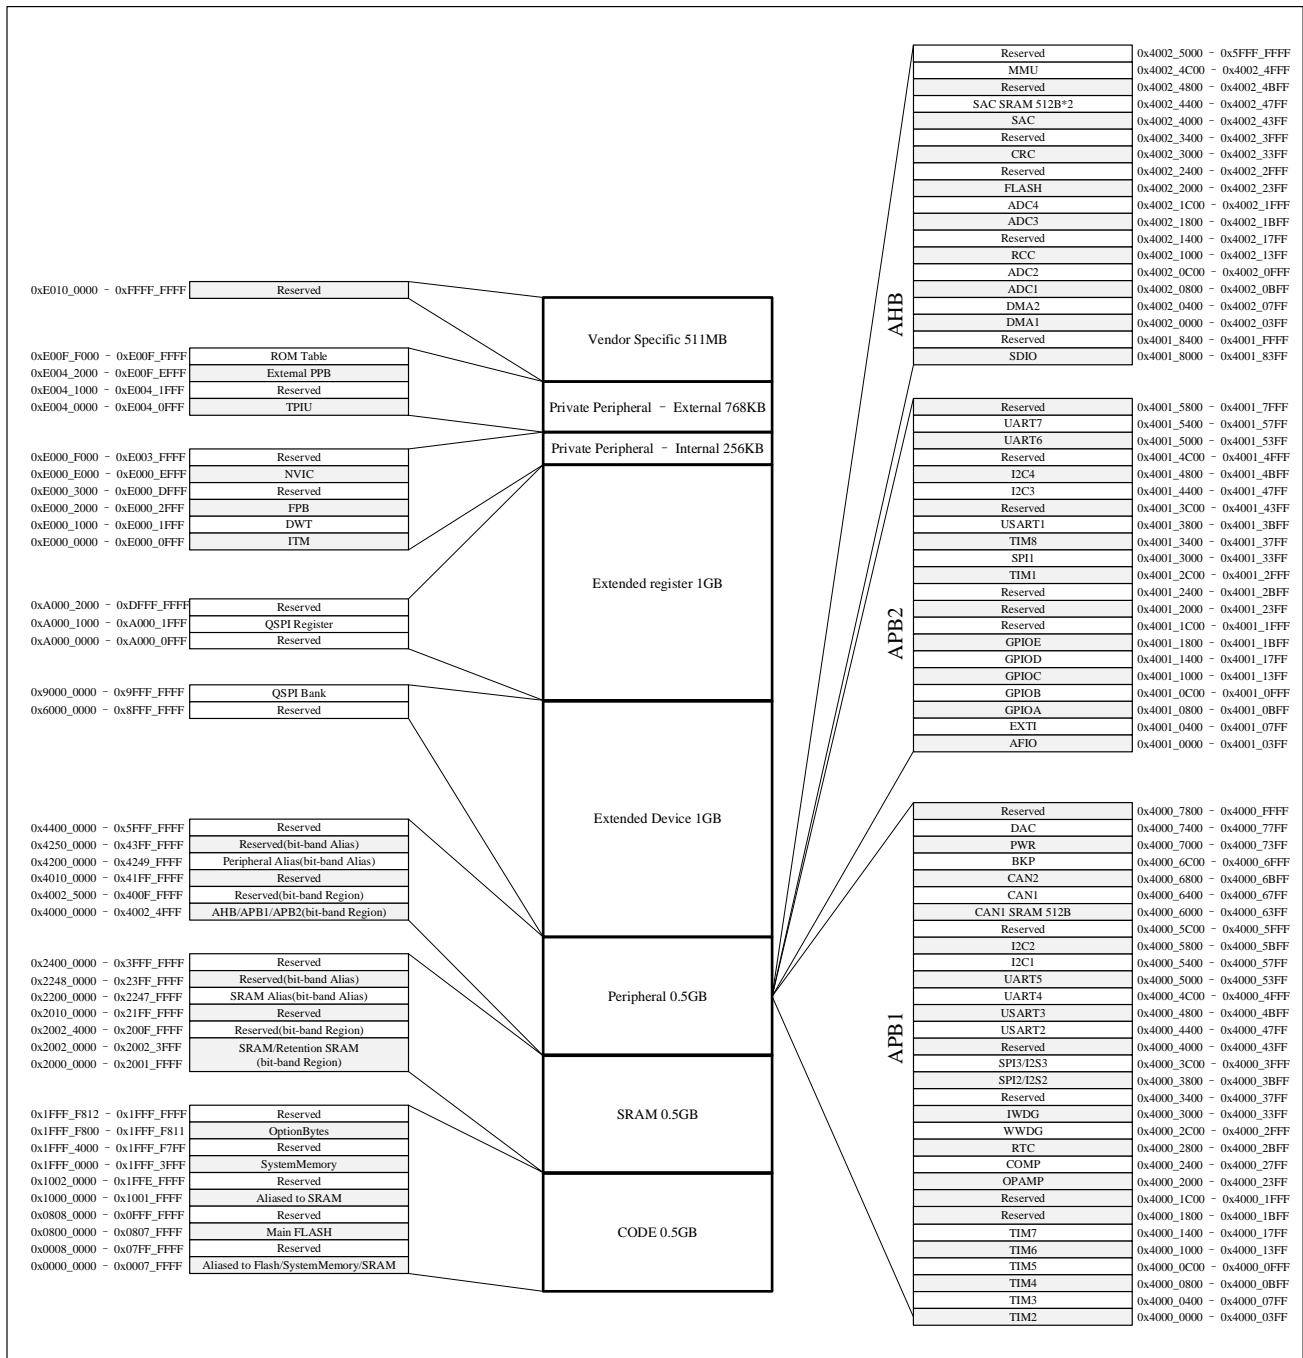 0xE010_0000 - 0xFFFF_FFFF Reserved
0xE00F_F000 - 0xE00F_FFFF ROM Table
0xE004_2000 - 0xE00F_EFFF External PPB
0xE004_1000 - 0xE004_1FFF Reserved
0xE004_0000 - 0xE004_0FFF TPIU
0xE000_F000 - 0xE003_FFFF Reserved
0xE000_E000 - 0xE000_EFFF NVIC
0xE000_3000 - 0xE000_DFFF Reserved
0xE000_2000 - 0xE000_2FFF FPB
0xE000_1000 - 0xE000_1FFF DWT
0xE000_0000 - 0xE000_0FFF ITM
0xA000_2000 - 0xDFFF_FFFF Reserved
0xA000_1000 - 0xA000_1FFF QSPI Register
0xA000_0000 - 0xA000_0FFF Reserved
0x9000_0000 - 0x9FFF_FFFF QSPI Bank
0x6000_0000 - 0x8FFF_FFFF Reserved
0x4400_0000 - 0x5FFF_FFFF Reserved
0x4250_0000 - 0x43FF_FFFF Reserved(bit-band Alias)
0x4200_0000 - 0x4249_FFFF Peripheral Alias(bit-band Alias)
0x4010_0000 - 0x41FF_FFFF Reserved
0x4002_5000 - 0x400F_FFFF Reserved(bit-band Region)
0x4000_0000 - 0x4002_4FFF AHB/APB1/APB2(bit-band Region)
0x2400_0000 - 0x3FFF_FFFF Reserved
0x2248_0000 - 0x23FF_FFFF Reserved(bit-band Alias)
0x2200_0000 - 0x2247_FFFF SRAM Alias(bit-band Alias)
0x2010_0000 - 0x21FF_FFFF Reserved
0x2002_4000 - 0x200F_FFFF Reserved(bit-band Region)
0x2002_0000 - 0x2002_3FFF SRAM/Retention SRAM
0x2000_0000 - 0x2001_FFFF (bit-band Region)
0x1FFF_F812 - 0x1FFF_FFFF Reserved
0x1FFF_F800 - 0x1FFF_F811 OptionBytes
0x1FFF_4000 - 0x1FFF_F7FF Reserved
0x1FFF_0000 - 0x1FFF_3FFF SystemMemory
0x1002_0000 - 0x1FFE_FFFF Reserved
0x1000_0000 - 0x1001_FFFF Aliased to SRAM
0x0808_0000 - 0x0FFF_FFFF Reserved
0x0800_0000 - 0x0807_FFFF Main FLASH
0x0008_0000 - 0x07FF_FFFF Reserved
0x0000_0000 - 0x0007_FFFF Aliased to Flash/SystemMemory/SRAM
Vendor Specific 511MB
Private Peripheral - External 768KB
Private Peripheral - Internal 256KB
Extended register 1GB
Extended Device 1GB
Peripheral 0.5GB
SRAM 0.5GB
CODE 0.5GB
AHB
Reserved 0x4002_5000 - 0x5FFF_FFFF
MMU 0x4002_4C00 - 0x4002_4FFF
Reserved 0x4002_4800 - 0x4002_4BFF
SAC SRAM 512B*2 0x4002_4400 - 0x4002_47FF
SAC 0x4002_4000 - 0x4002_43FF
Reserved 0x4002_3400 - 0x4002_3FFF
CRC 0x4002_3000 - 0x4002_33FF
Reserved 0x4002_2400 - 0x4002_2FFF
FLASH 0x4002_2000 - 0x4002_23FF
ADC4 0x4002_1C00 - 0x4002_1FFF
ADC3 0x4002_1800 - 0x4002_1BFF
Reserved 0x4002_1400 - 0x4002_17FF
RCC 0x4002_1000 - 0x4002_13FF
ADC2 0x4002_0C00 - 0x4002_0FFF
ADC1 0x4002_0800 - 0x4002_0BFF
DMA2 0x4002_0400 - 0x4002_07FF
DMA1 0x4002_0000 - 0x4002_03FF
Reserved 0x4001_8400 - 0x4001_FFFF
SDIO 0x4001_8000 - 0x4001_83FF
APB2
Reserved 0x4001_5800 - 0x4001_7FFF
UART7 0x4001_5400 - 0x4001_57FF
UART6 0x4001_5000 - 0x4001_53FF
Reserved 0x4001_4C00 - 0x4001_4FFF
I2C4 0x4001_4800 - 0x4001_4BFF
I2C3 0x4001_4400 - 0x4001_47FF
Reserved 0x4001_3C00 - 0x4001_43FF
USART1 0x4001_3800 - 0x4001_3BFF
TIM8 0x4001_3400 - 0x4001_37FF
SPI1 0x4001_3000 - 0x4001_33FF
TIM1 0x4001_2C00 - 0x4001_2FFF
Reserved 0x4001_2400 - 0x4001_2BFF
Reserved 0x4001_2000 - 0x4001_23FF
Reserved 0x4001_1C00 - 0x4001_1FFF
GPIOE 0x4001_1800 - 0x4001_1BFF
GPIOD 0x4001_1400 - 0x4001_17FF
GPIOC 0x4001_1000 - 0x4001_13FF
GPIOB 0x4001_0C00 - 0x4001_0FFF
GPIOA 0x4001_0800 - 0x4001_0BFF
EXTI 0x4001_0400 - 0x4001_07FF
AFIO 0x4001_0000 - 0x4001_03FF
APB1
Reserved 0x4000_7800 - 0x4000_FFFF
DAC 0x4000_7400 - 0x4000_77FF
PWR 0x4000_7000 - 0x4000_73FF
BKP 0x4000_6C00 - 0x4000_6FFF
CAN2 0x4000_6800 - 0x4000_6BFF
CAN1 0x4000_6400 - 0x4000_67FF
CAN1 SRAM 512B 0x4000_6000 - 0x4000_63FF
Reserved 0x4000_5C00 - 0x4000_5FFF
I2C2 0x4000_5800 - 0x4000_5BFF
I2C1 0x4000_5400 - 0x4000_57FF
UART5 0x4000_5000 - 0x4000_53FF
UART4 0x4000_4C00 - 0x4000_4FFF
USART3 0x4000_4800 - 0x4000_4BFF
USART2 0x4000_4400 - 0x4000_47FF
Reserved 0x4000_4000 - 0x4000_43FF
SPI3/I2S3 0x4000_3C00 - 0x4000_3FFF
SPI2/I2S2 0x4000_3800 - 0x4000_3BFF
Reserved 0x4000_3400 - 0x4000_37FF
IWDG 0x4000_3000 - 0x4000_33FF
WWDG 0x4000_2C00 - 0x4000_2FFF
RTC 0x4000_2800 - 0x4000_2BFF
COMP 0x4000_2400 - 0x4000_27FF
OPAMP 0x4000_2000 - 0x4000_23FF
Reserved 0x4000_1C00 - 0x4000_1FFF
Reserved 0x4000_1800 - 0x4000_1BFF
TIM7 0x4000_1400 - 0x4000_17FF
TIM6 0x4000_1000 - 0x4000_13FF
TIM5 0x4000_0C00 - 0x4000_0FFF
TIM4 0x4000_0800 - 0x4000_0BFF
TIM3 0x4000_0400 - 0x4000_07FF
TIM2 0x4000_0000 - 0x4000_03FF